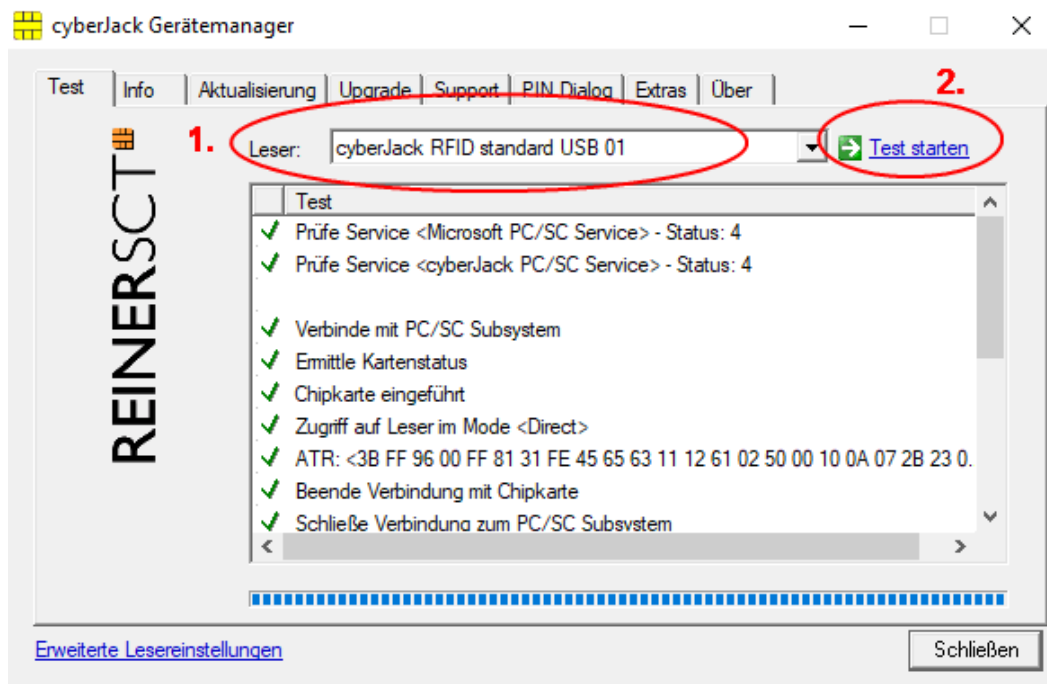 cyberJack Gerätemanager
Test Info Aktualisierung Upgrade Support PIN Dialog Extras Über
2.
1.
Leser: cyberJack RFID standard USB 01 Test starten
REINERSCT
Test
Prüfe Service <Microsoft PC/SC Service> - Status: 4
Prüfe Service <cyberJack PC/SC Service> - Status: 4
Verbinde mit PC/SC Subsystem
Ermittle Kartenstatus
Chipkarte eingeführt
Zugriff auf Leser im Mode <Direct>
ATR: <3B FF 96 00 FF 81 31 FE 45 65 63 11 12 61 02 50 00 10 0A 07 2B 23 0.
Beende Verbindung mit Chipkarte
Schließe Verbindung zum PC/SC Subsystem
Erweiterte Lesereinstellungen
Schließen